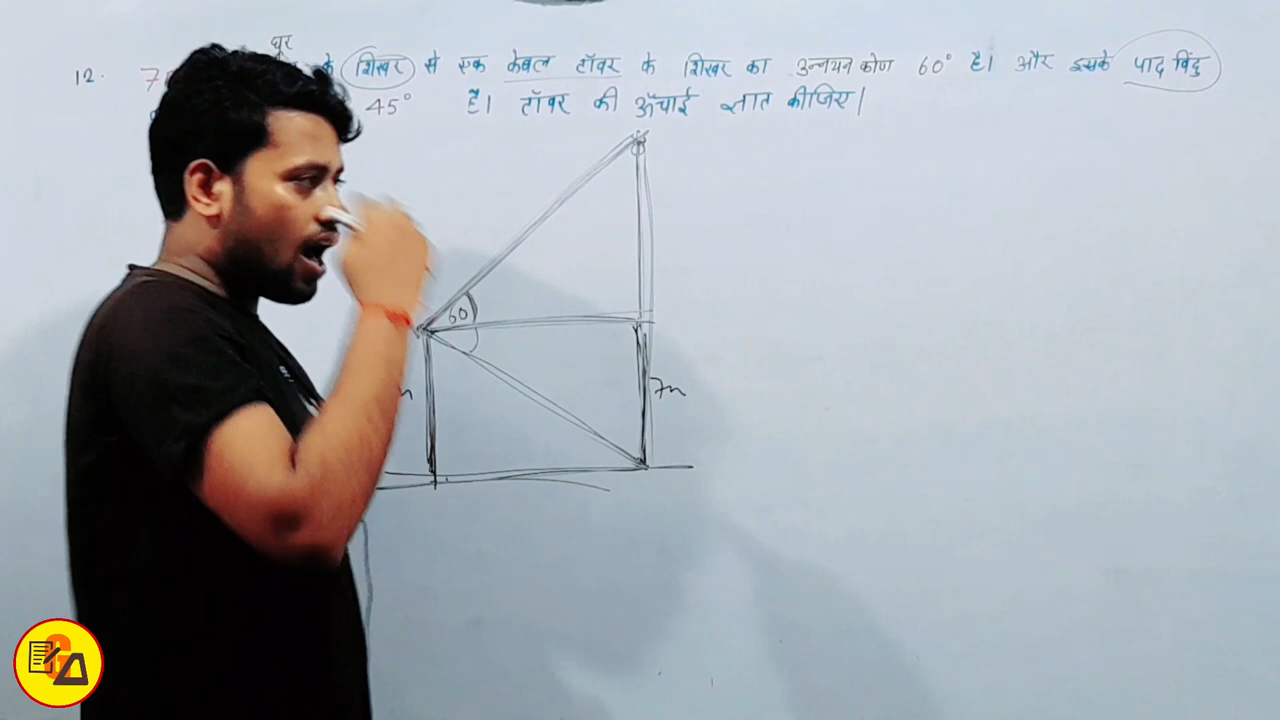 घूर
12. 7 के शिखर से एक केबल टॉवर के शिखर का उन्नयन कोण 60° है। और इसके पाद बिंदु
45° है। टॉवर की ऊँचाई ज्ञात कीजिए।
60
7m